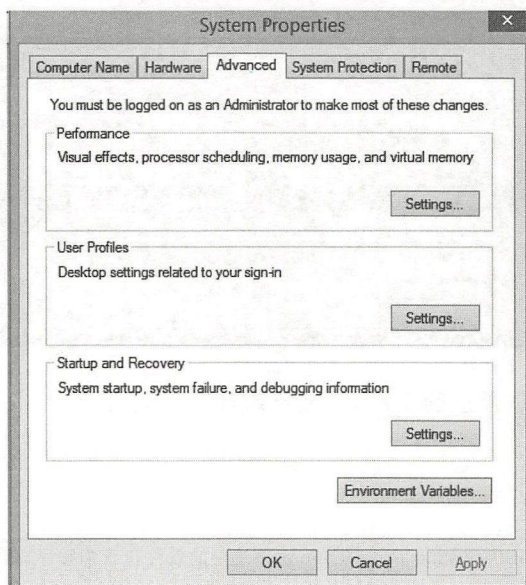 System Properties
Computer Name Hardware Advanced System Protection Remote
You must be logged on as an Administrator to make most of these changes.
Performance
Visual effects, processor scheduling, memory usage, and virtual memory
Settings...
User Profiles
Desktop settings related to your sign-in
Settings...
Startup and Recovery
System startup, system failure, and debugging information
Settings...
Environment Variables...
OK Cancel Apply